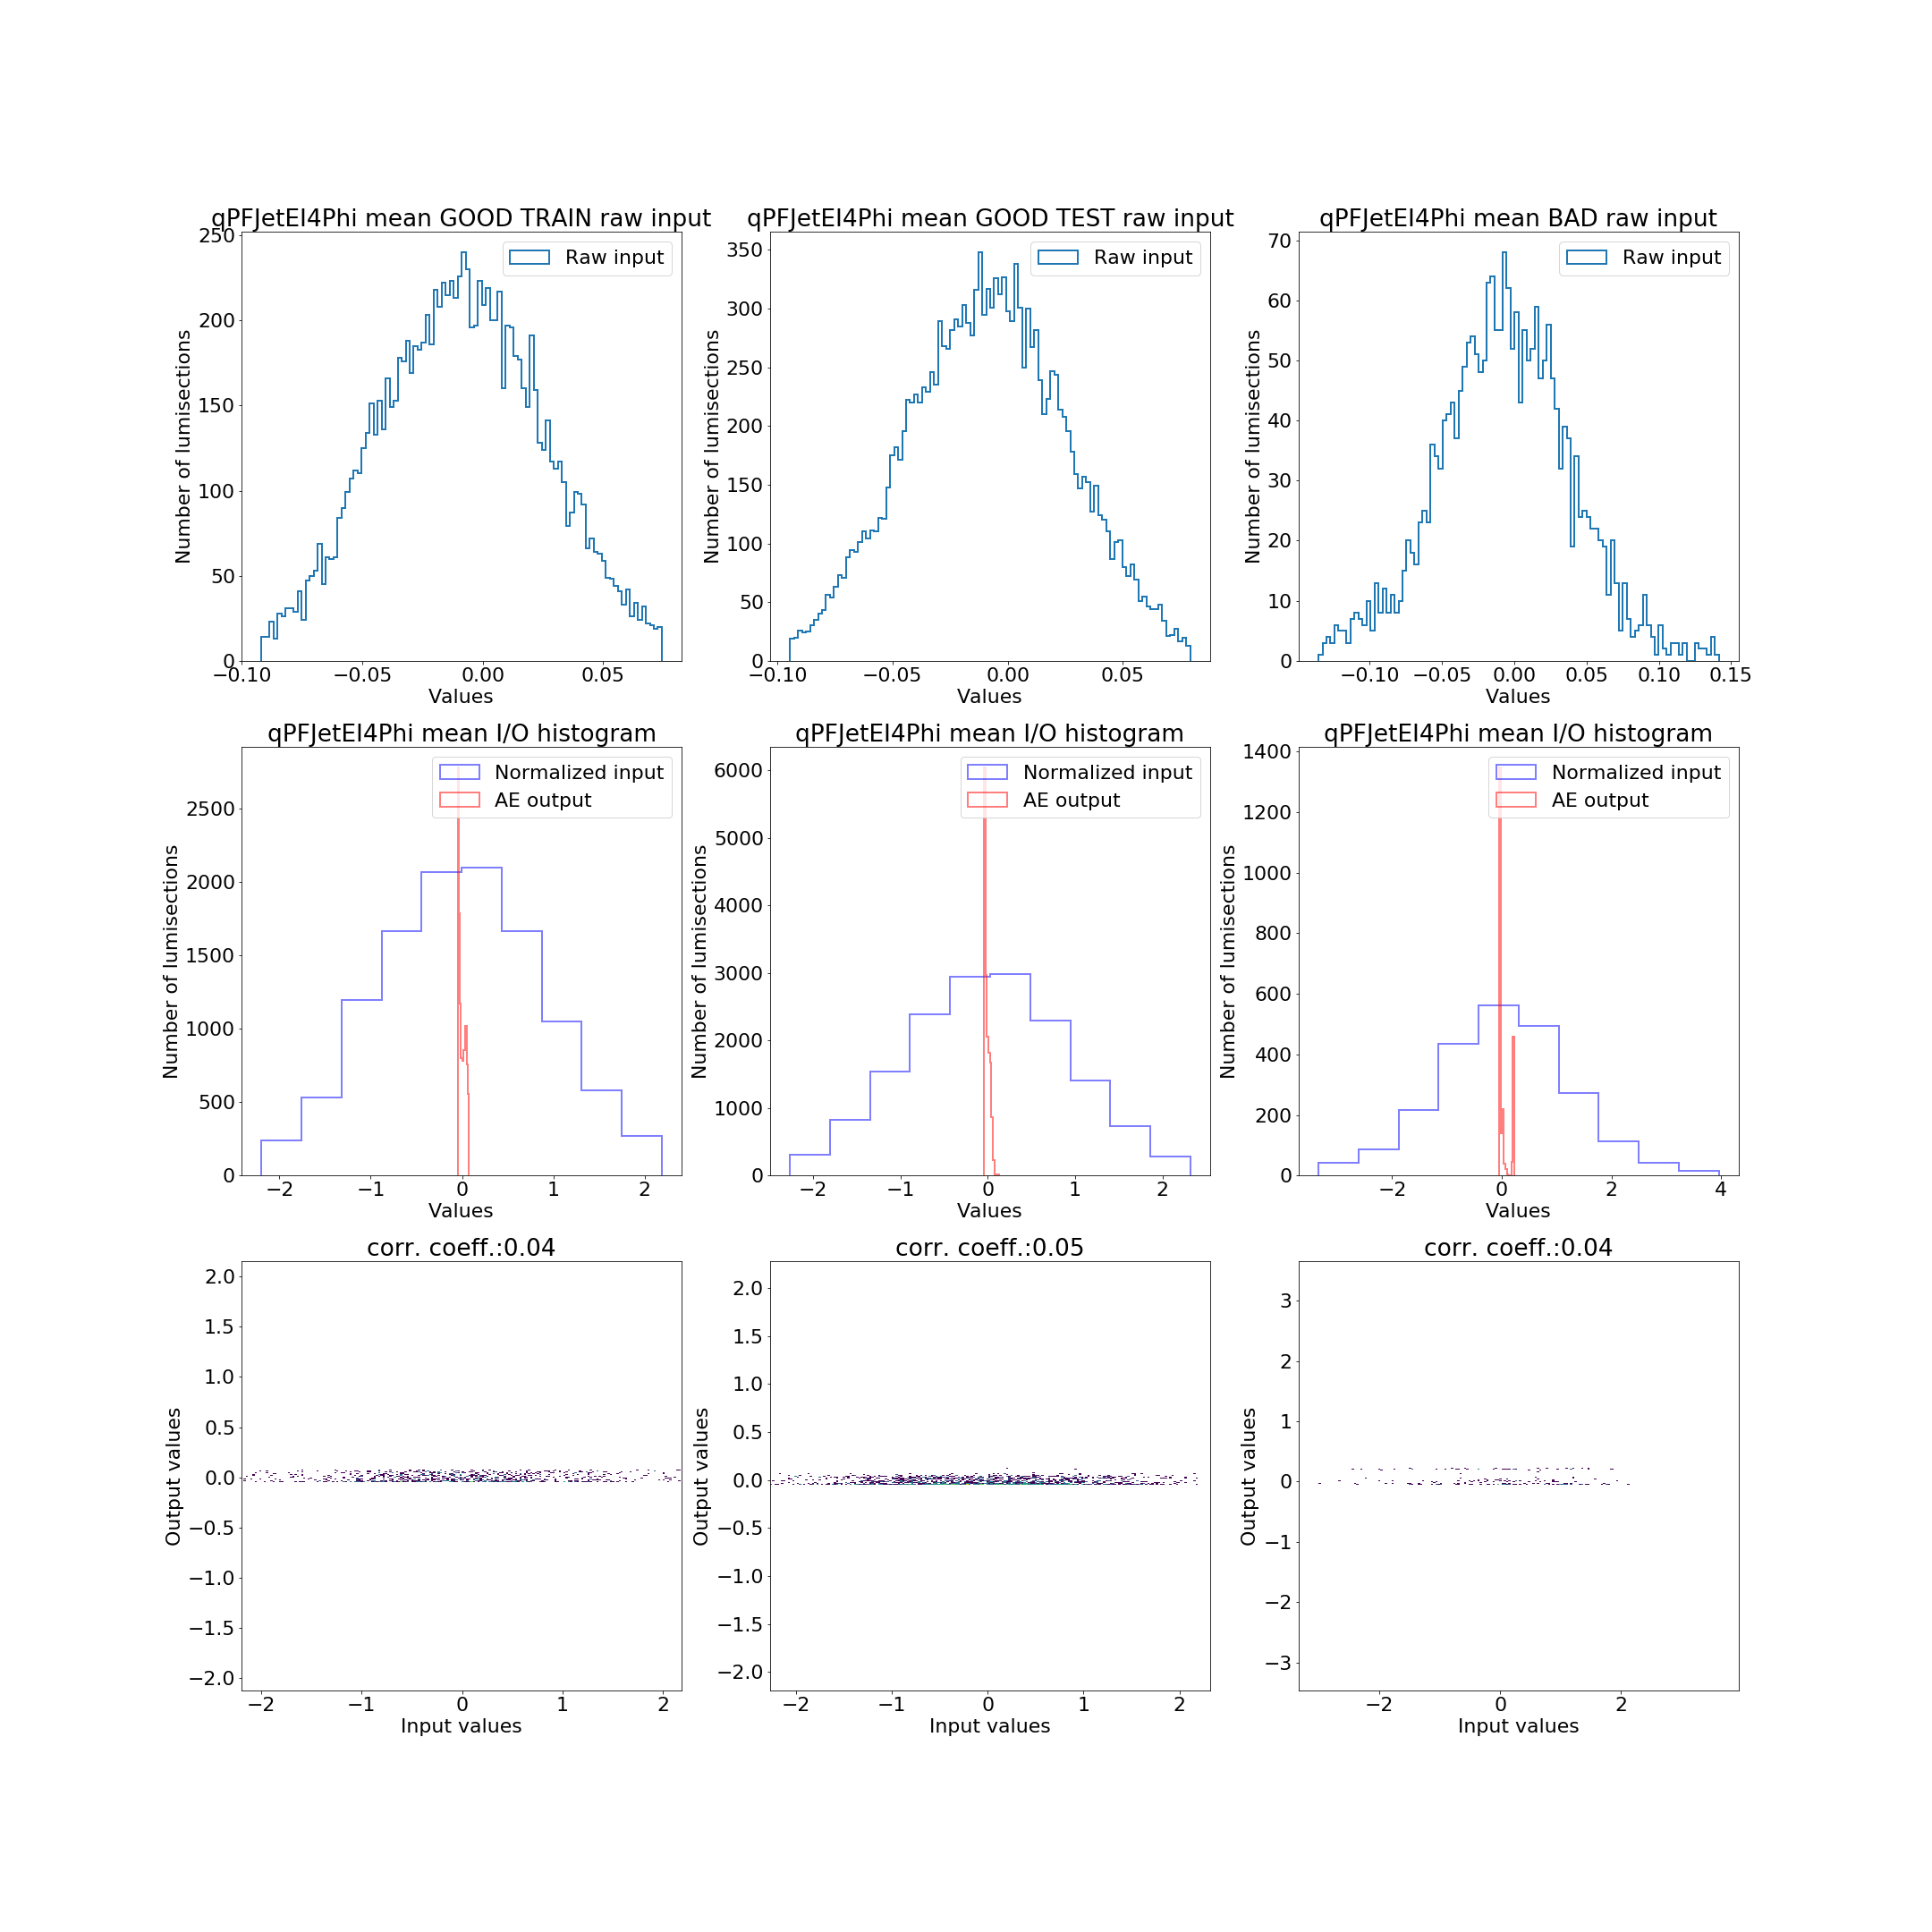 qPFJetEI4Phi mean GOOD TRAIN raw input
250
200
150
100
50
0
Number of lumisections
Raw input
−0.10 −0.05 0.00 0.05
Values
qPFJetEI4Phi mean GOOD TEST raw input
350
300
250
200
150
100
50
0
Number of lumisections
Raw input
−0.10 −0.05 0.00 0.05
Values
qPFJetEI4Phi mean BAD raw input
70
60
50
40
30
20
10
0
Number of lumisections
Raw input
−0.10 −0.05 0.00 0.05 0.10 0.15
Values
qPFJetEI4Phi mean I/O histogram
2500
2000
1500
1000
500
0
Number of lumisections
Normalized input
AE output
−2 −1 0 1 2
Values
qPFJetEI4Phi mean I/O histogram
6000
5000
4000
3000
2000
1000
0
Number of lumisections
Normalized input
AE output
−2 −1 0 1 2
Values
qPFJetEI4Phi mean I/O histogram
1400
1200
1000
800
600
400
200
0
Number of lumisections
Normalized input
AE output
−2 0 2 4
Values
corr. coeff.:0.04
2.0
1.5
1.0
0.5
0.0
−0.5
−1.0
−1.5
−2.0
Output values
−2 −1 0 1 2
Input values
corr. coeff.:0.05
2.0
1.5
1.0
0.5
0.0
−0.5
−1.0
−1.5
−2.0
Output values
−2 −1 0 1 2
Input values
corr. coeff.:0.04
3
2
1
0
−1
−2
−3
Output values
−2 0 2
Input values